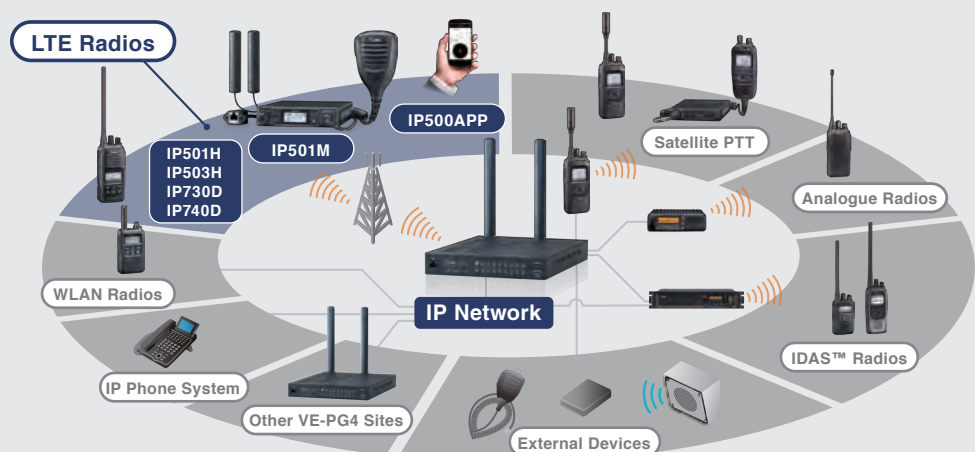 LTE Radios
IP501H
IP503H
IP730D
IP740D
IP501M
IP500APP
Satellite PTT
Analogue Radios
WLAN Radios
IP Network
IDAS™ Radios
IP Phone System
Other VE-PG4 Sites
External Devices